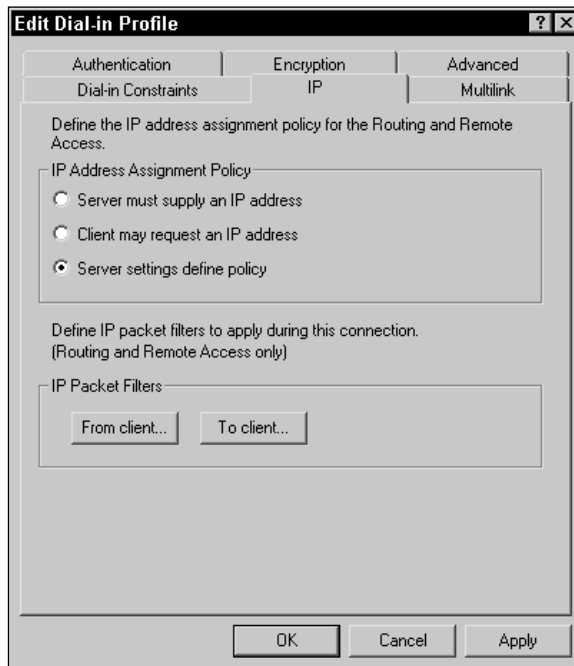 Edit Dial-in Profile
? X
Authentication Encryption Advanced
Dial-in Constraints IP Multilink
Define the IP address assignment policy for the Routing and Remote
Access.
IP Address Assignment Policy
Server must supply an IP address
Client may request an IP address
Server settings define policy
Define IP packet filters to apply during this connection.
(Routing and Remote Access only)
IP Packet Filters
From client...
To client...
OK
Cancel
Apply